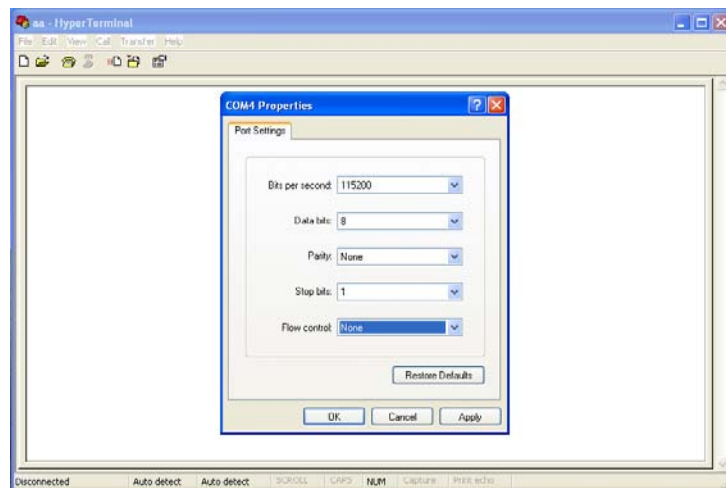 aa - HyperTerminal
File Edit View Call Transfer Help
COM4 Properties
Port Settings
Bits per second: 115200
Data bits: 8
Parity: None
Stop bits: 1
Flow control: None
Restore Defaults
OK Cancel Apply
Disconnected Auto detect Auto detect SCROLL CAPS NUM Capture Print echo